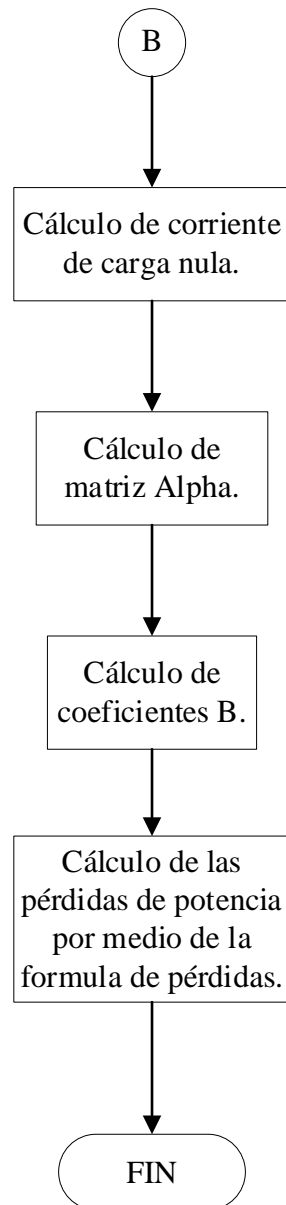 B
Cálculo de corriente
de carga nula.
Cálculo de
matriz Alpha.
Cálculo de
coeficientes B.
Cálculo de las
pérdidas de potencia
por medio de la
formula de pérdidas.
FIN